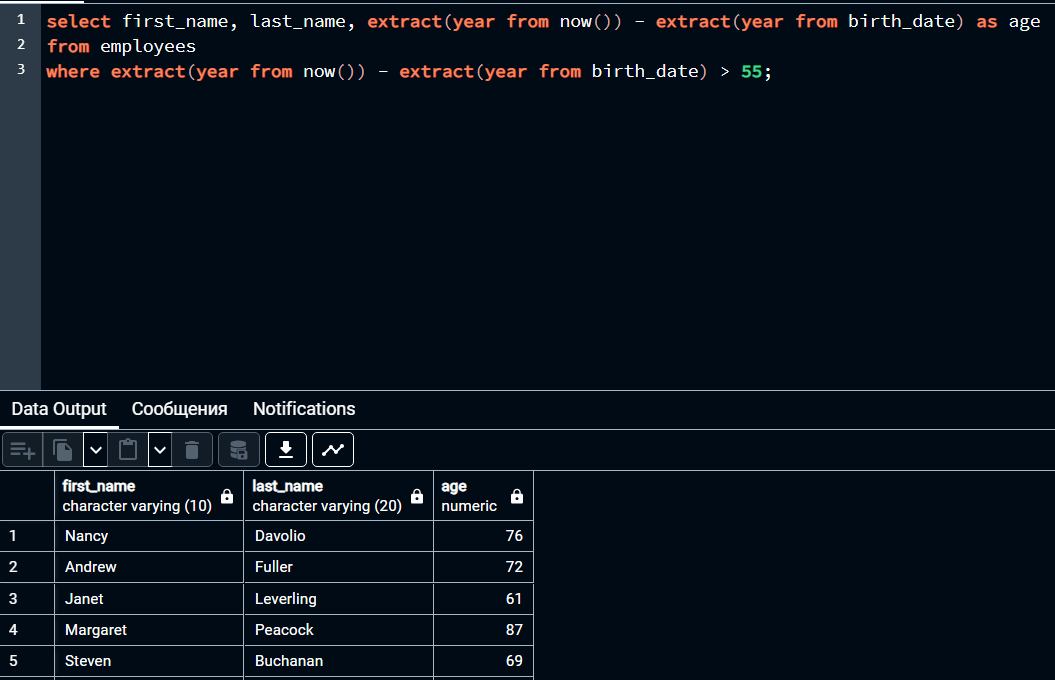 1 select first_name, last_name, extract(year from now()) - extract(year from birth_date) as age
2 from employees
3 where extract(year from now()) - extract(year from birth_date) > 55;
Data Output Сообщения Notifications
first_name last_name age
character varying (10) character varying (20) numeric
1 Nancy Davolio 76
2 Andrew Fuller 72
3 Janet Leverling 61
4 Margaret Peacock 87
5 Steven Buchanan 69